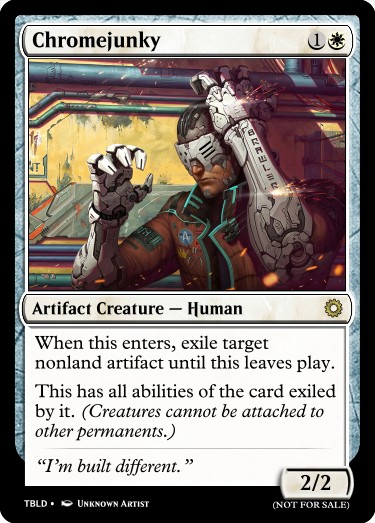 Chromejunky
1
BRAWLER
Artifact Creature — Human
When this enters, exile target
nonland artifact until this leaves play.
This has all abilities of the card exiled
by it. (Creatures cannot be attached to
other permanents.)
“I’m built different.”
2/2
TBLD • Unknown Artist
(NOT FOR SALE)